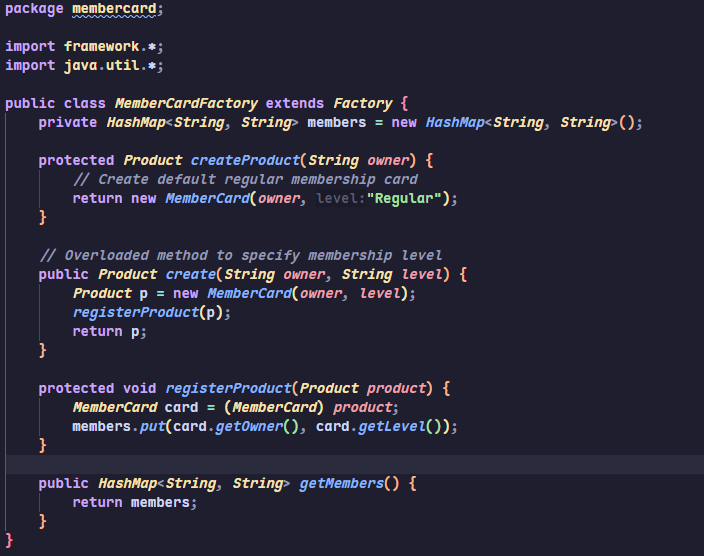 package membercard;
import framework.*;
import java.util.*;
public class MemberCardFactory extends Factory {
private HashMap<String, String> members = new HashMap<String, String>();
protected Product createProduct(String owner) {
// Create default regular membership card
return new MemberCard(owner, level:"Regular");
}
// Overloaded method to specify membership level
public Product create(String owner, String level) {
Product p = new MemberCard(owner, level);
registerProduct(p);
return p;
}
protected void registerProduct(Product product) {
MemberCard card = (MemberCard) product;
members.put(card.getOwner(), card.getLevel());
}
public HashMap<String, String> getMembers() {
return members;
}
}